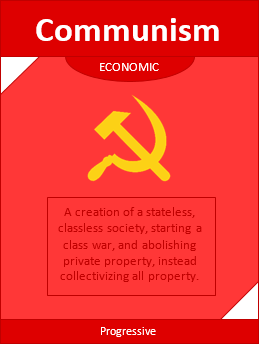 Communism
ECONOMIC
A creation of a stateless,
classless society, starting a
class war, and abolishing
private property, instead
collectivizing all property.
Progressive